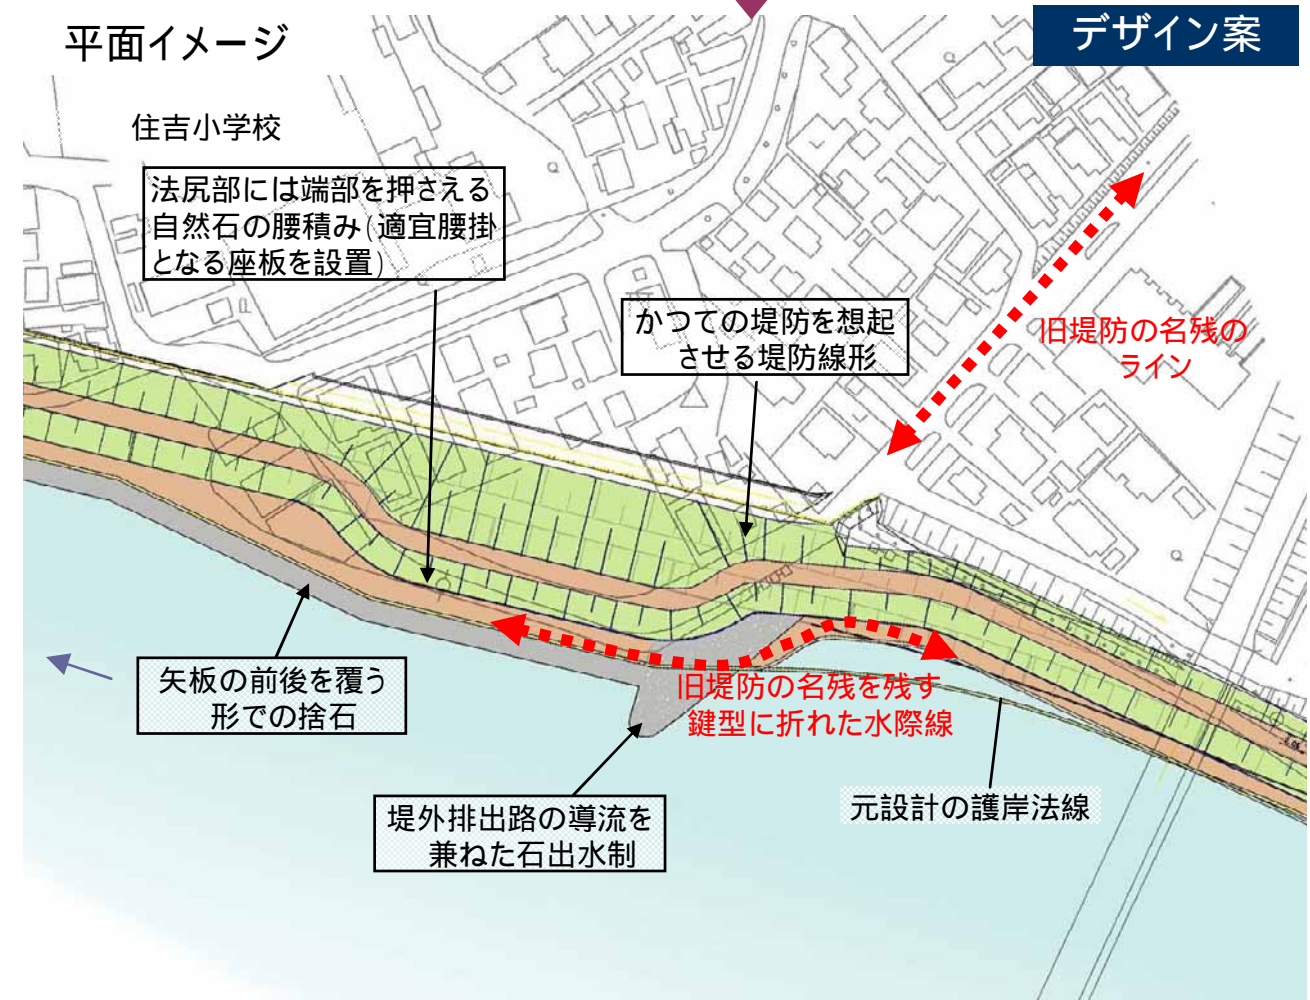 平面イメージ
デザイン案
住吉小学校
法尻部には端部を押さえる
自然石の腰積み(適宜腰掛
となる座板を設置)
かつての堤防を想起
させる堤防線形
旧堤防の名残の
ライン
矢板の前後を覆う
形での捨石
旧堤防の名残を残す
鍵型に折れた水際線
堤外排出路の導流を
兼ねた石出水制
元設計の護岸法線